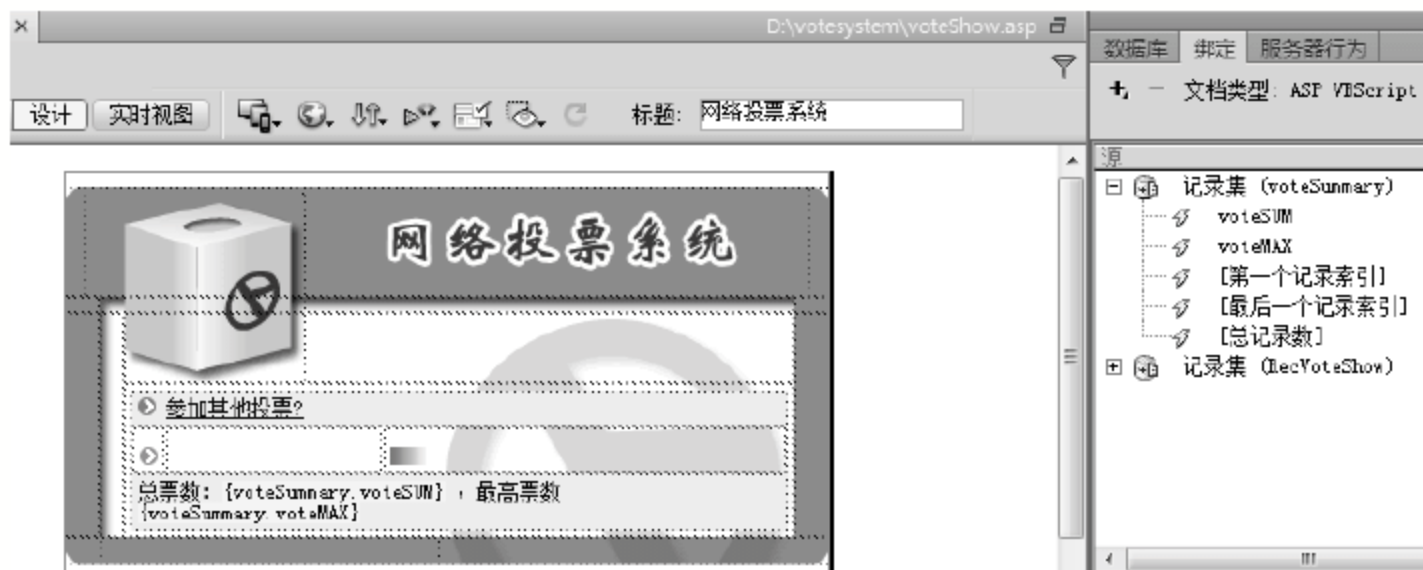 D:\votesystem\voteShow.asp
设计 实时视图 标题: 网络投票系统
网络投票系统
参加其他投票?
总票数: {voteSummary.voteSUM} , 最高票数
{voteSummary.voteMAX}
数据库 绑定 服务器行为
文档类型: ASP VBScript
源
记录集 (voteSummary)
voteSUM
voteMAX
[第一个记录索引]
[最后一个记录索引]
[总记录数]
记录集 (RecVoteShow)